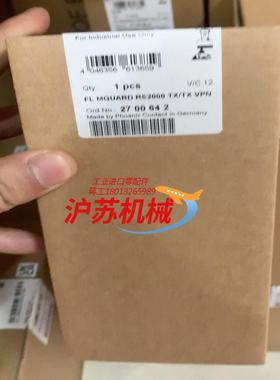 For Industrial Use Only
4 046356 613859
Qty
1 pcs
V/C-12
FL MGUARD RS2000 TX/TX VPN
Ord.No.: 27 00 64 2
Made by Phoenix Contact in Germany
工业进口零配件
蒋工18013265981
沪苏机械